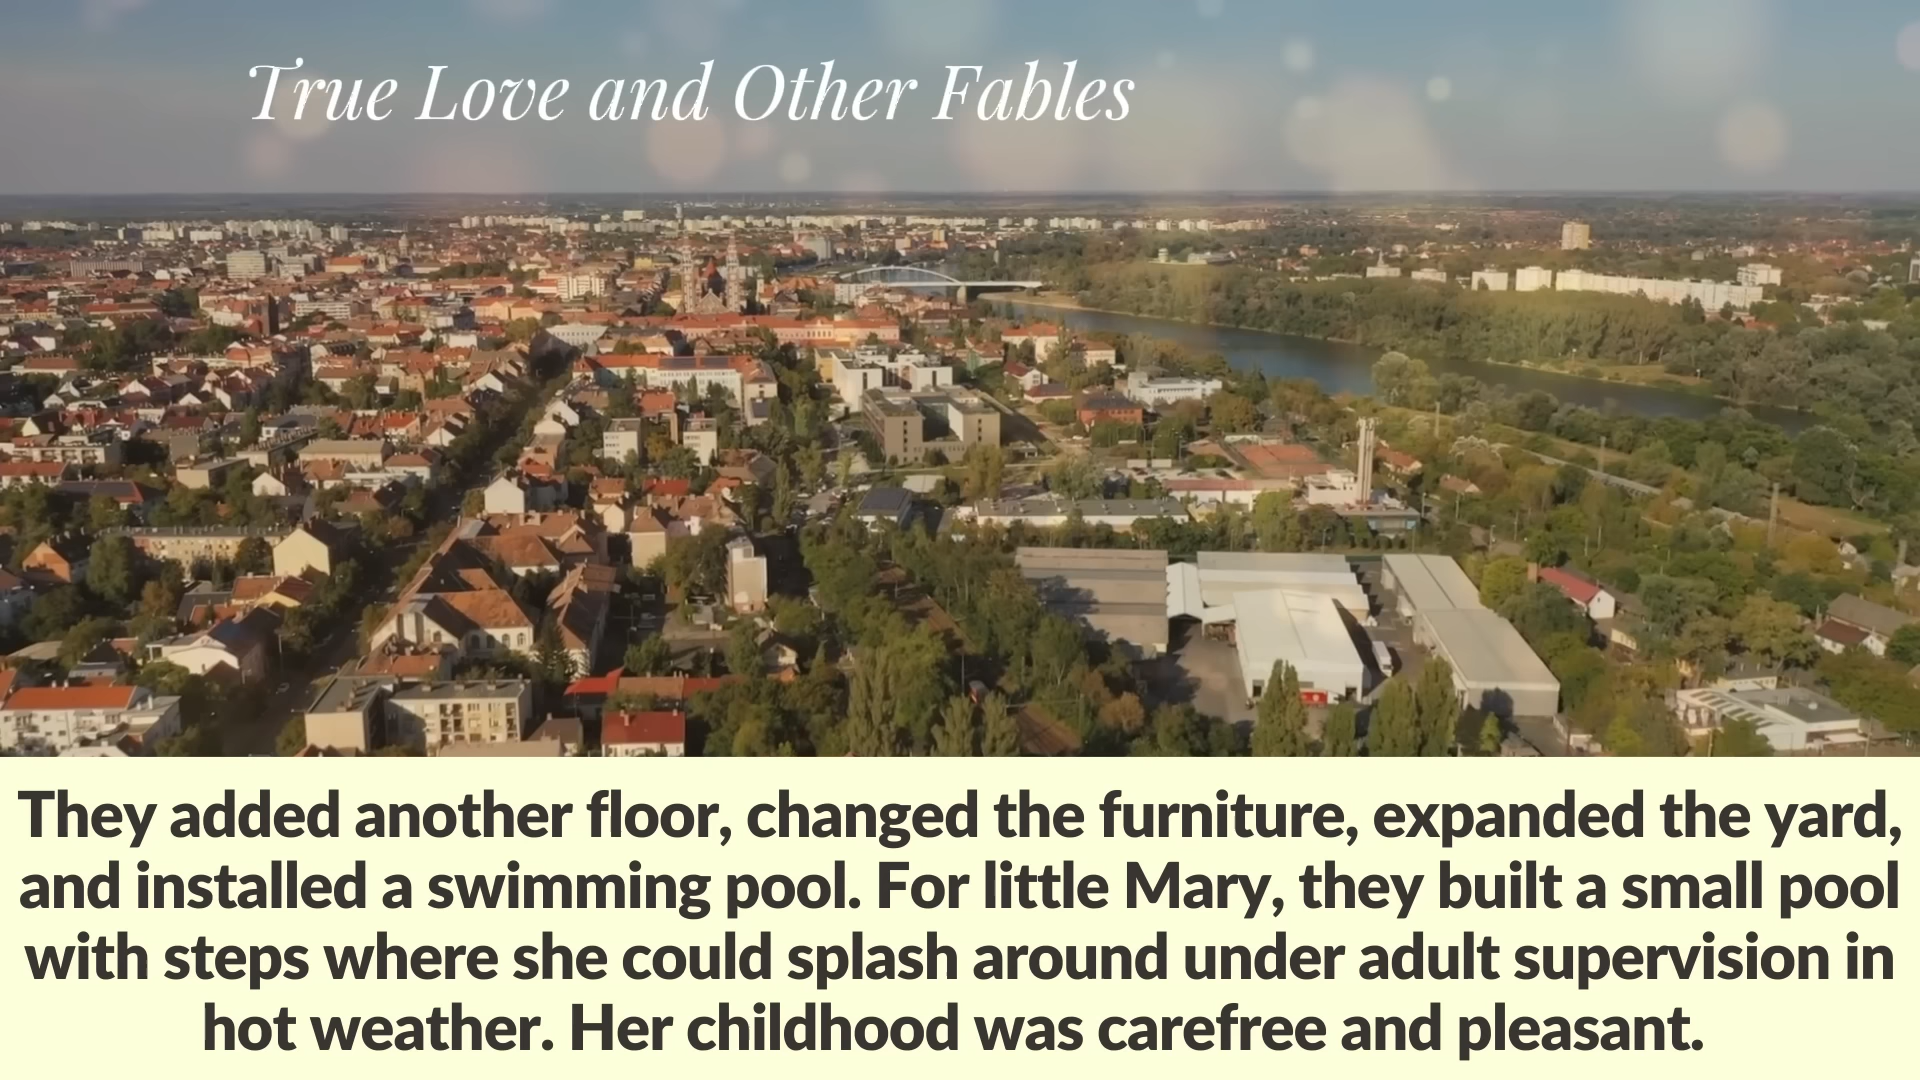 True Love and Other Fables
They added another floor, changed the furniture, expanded the yard,
and installed a swimming pool. For little Mary, they built a small pool
with steps where she could splash around under adult supervision in
hot weather. Her childhood was carefree and pleasant.